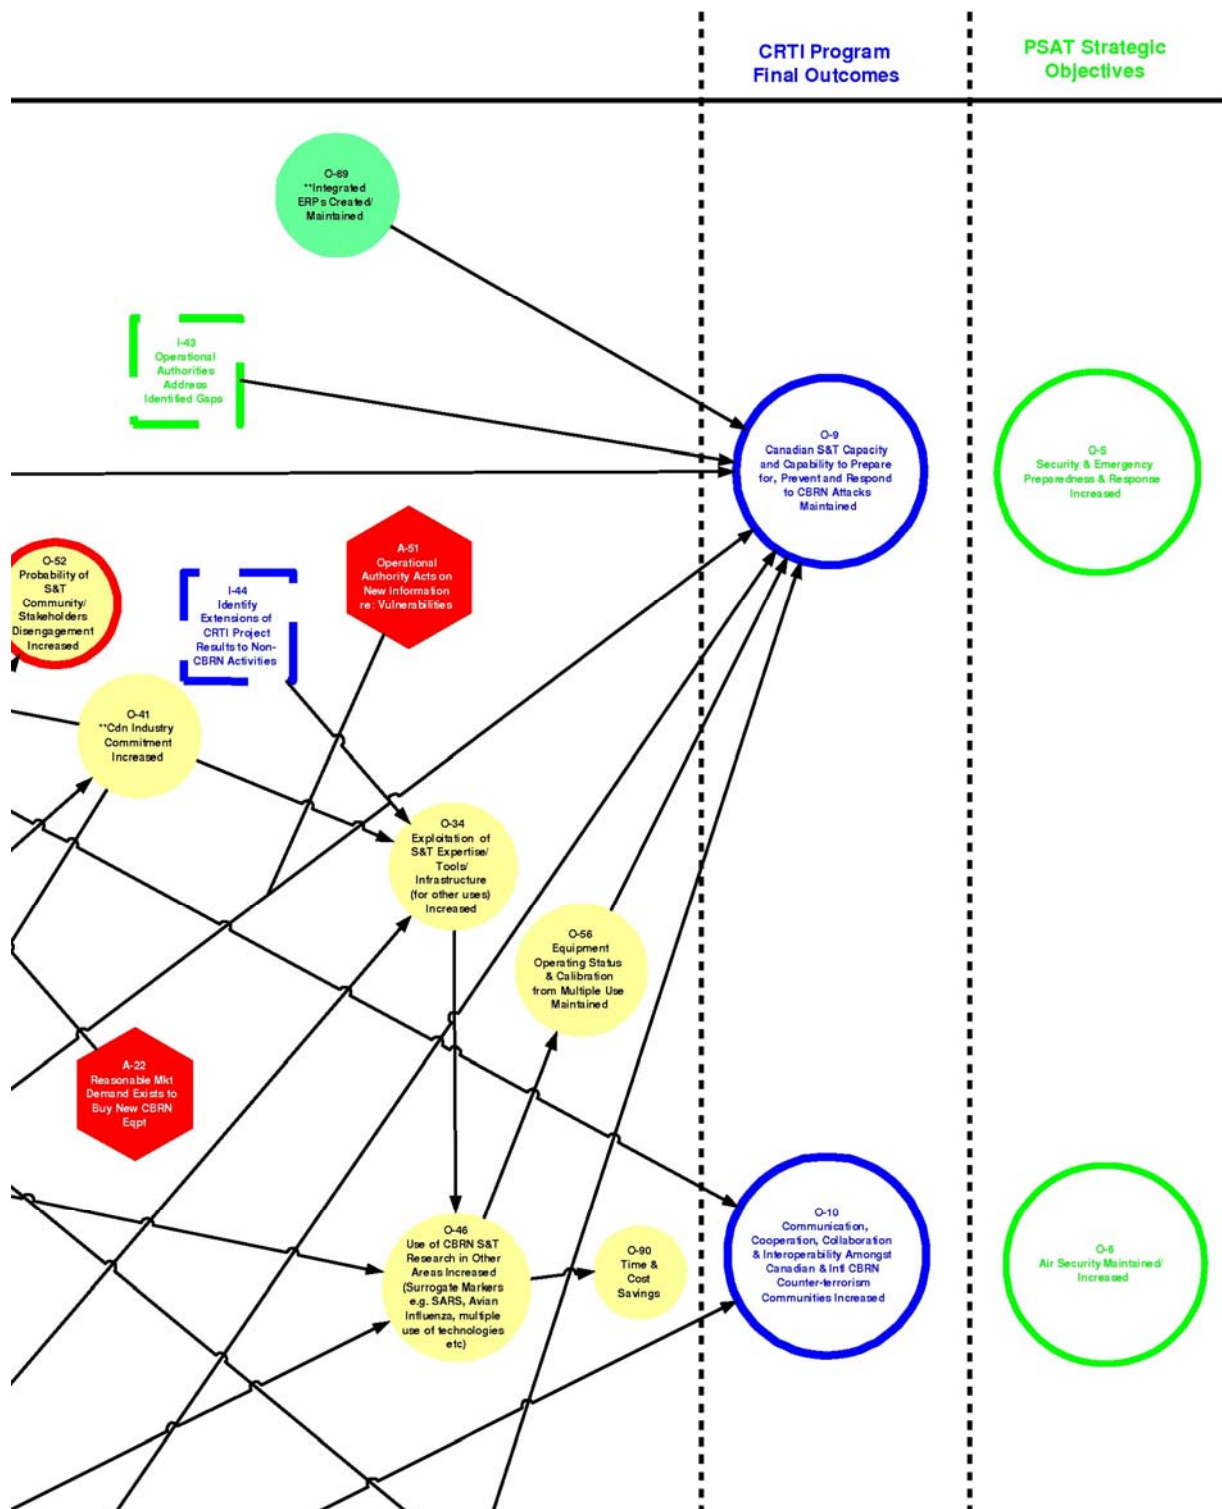 CRTI Program
Final Outcomes
PSAT Strategic
Objectives
O-89
**Integrated
ERPs Created/
Maintained
I-43
Operational
Authorities
Address
Identified Gaps
O-9
Canadian S&T Capacity
and Capability to Prepare
for, Prevent and Respond
to CBRN Attacks
Maintained
O-5
Security & Emergency
Preparedness & Response
Increased
O-52
Probability of
S&T
Community/
Stakeholders
Disengagement
Increased
I-44
Identify
Extensions of
CRTI Project
Results to Non-
CBRN Activities
A-51
Operational
Authority Acts on
New Information
re: Vulnerabilities
O-41
**Cdn Industry
Commitment
Increased
O-34
Exploitation of
S&T Expertise/
Tools/
Infrastructure
(for other uses)
Increased
O-56
Equipment
Operating Status
& Calibration
from Multiple Use
Maintained
A-22
Reasonable Mkt
Demand Exists to
Buy New CBRN
Eqpt
O-46
Use of CBRN S&T
Research in Other
Areas Increased
(Surrogate Markers
e.g. SARS, Avian
Influenza, multiple
use of technologies
etc)
O-90
Time &
Cost
Savings
O-10
Communication,
Cooperation, Collaboration
& Interoperability Amongst
Canadian & Intl CBRN
Counter-terrorism
Communities Increased
O-6
Air Security Maintained/
Increased